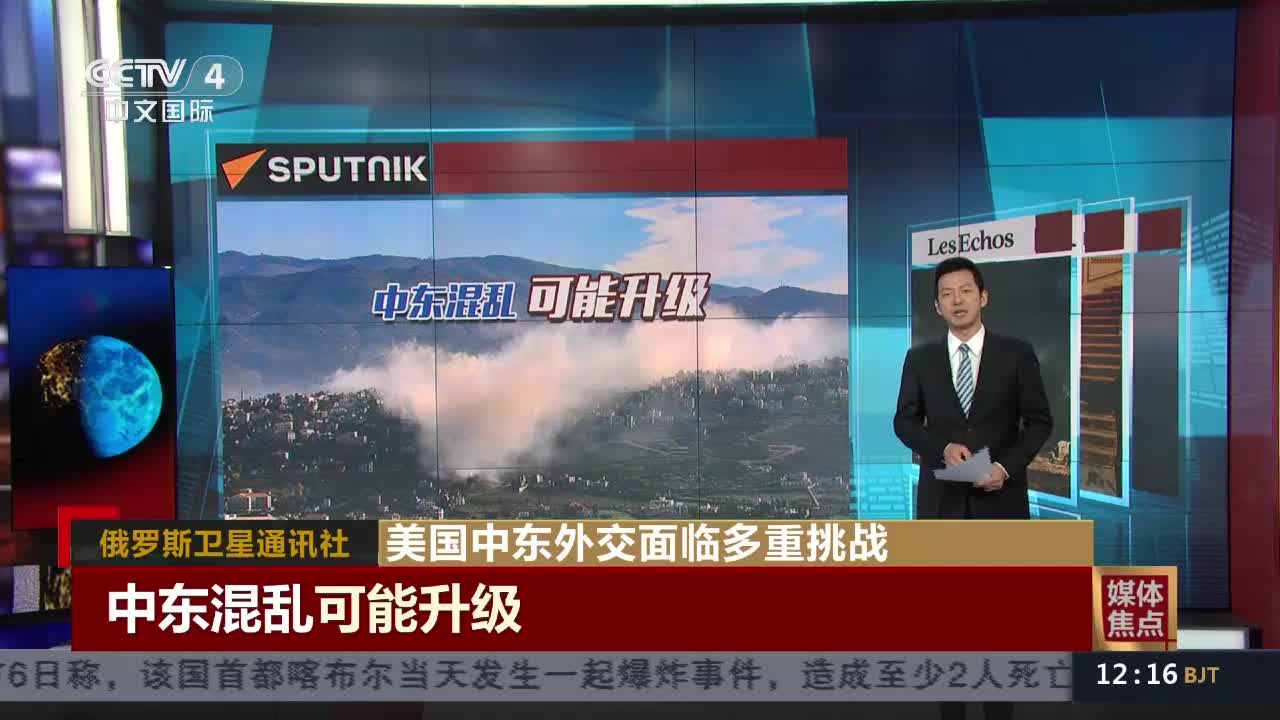 CCTV 4
中文国际
SPUTNIK
LesEchos
中东混乱 可能升级
俄罗斯卫星通讯社 美国中东外交面临多重挑战
中东混乱可能升级
媒体
焦点
6日称，该国首都喀布尔当天发生一起爆炸事件，造成至少2人死亡
12:16 BJT